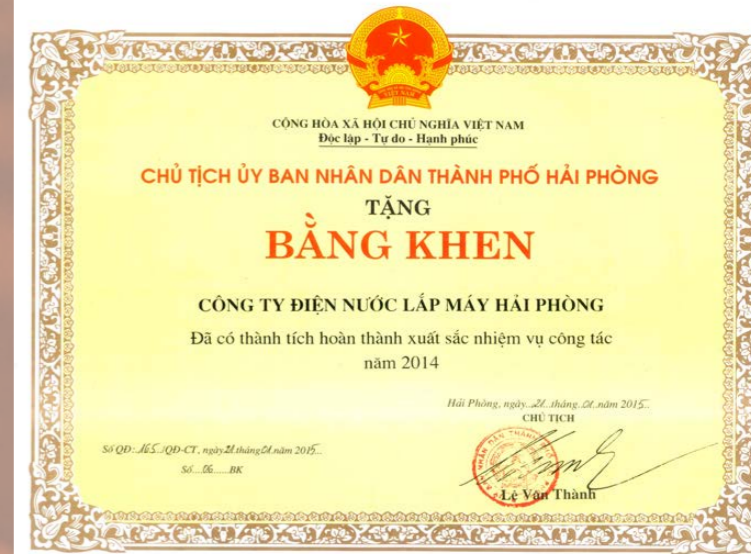 VIỆT NAM
CỘNG HÒA XÃ HỘI CHỦ NGHĨA VIỆT NAM
Độc lập - Tự do - Hạnh phúc
CHỦ TỊCH ỦY BAN NHÂN DÂN THÀNH PHỐ HẢI PHÒNG
TẶNG
BẰNG KHEN
CÔNG TY ĐIỆN NƯỚC LẮP MÁY HẢI PHÒNG
Đã có thành tích hoàn thành xuất sắc nhiệm vụ công tác
năm 2014
Hải Phòng, ngày 21 tháng 01 năm 2015
CHỦ TỊCH
Số QĐ: 165 /QĐ-CT, ngày 21 tháng 01 năm 2015
Số 06 BK
Lê Văn Thành